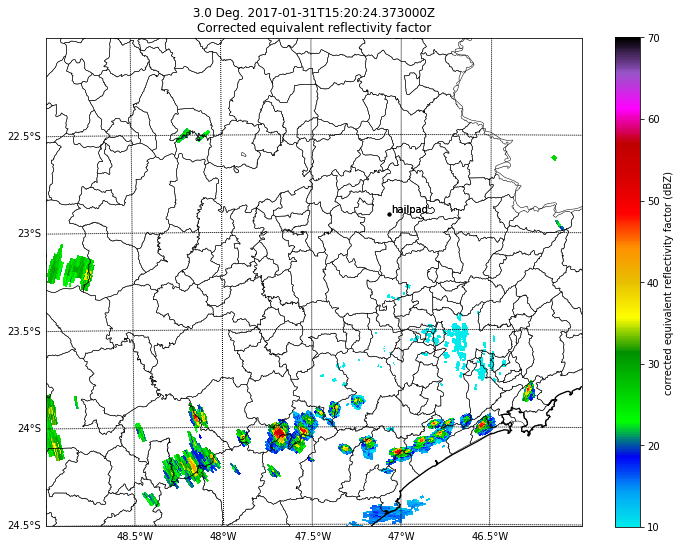 3.0 Deg. 2017-01-31T15:20:24.373000Z
Corrected equivalent reflectivity factor
22.5°S
23°S
23.5°S
24°S
24.5°S
48.5°W
48°W
47.5°W
47°W
46.5°W
hailpad
70
60
50
40
30
20
10
corrected equivalent reflectivity factor (dBZ)